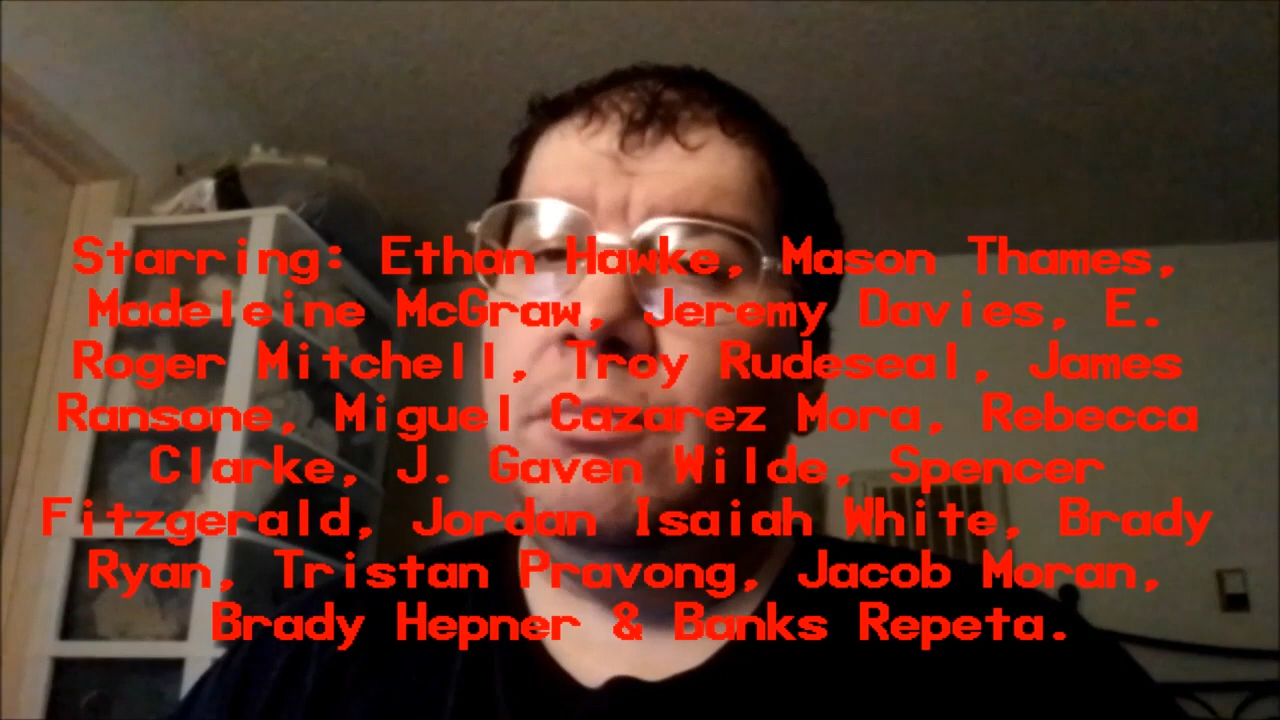 Starring: Ethan Hawke, Mason Thames,
Madeleine McGraw, Jeremy Davies, E.
Roger Mitchell, Troy Rudeseal, James
Ransone, Miguel Cazarez Mora, Rebecca
Clarke, J. Gaven Wilde, Spencer
Fitzgerald, Jordan Isaiah White, Brady
Ryan, Tristan Pravong, Jacob Moran,
Brady Hepner & Banks Repeta.